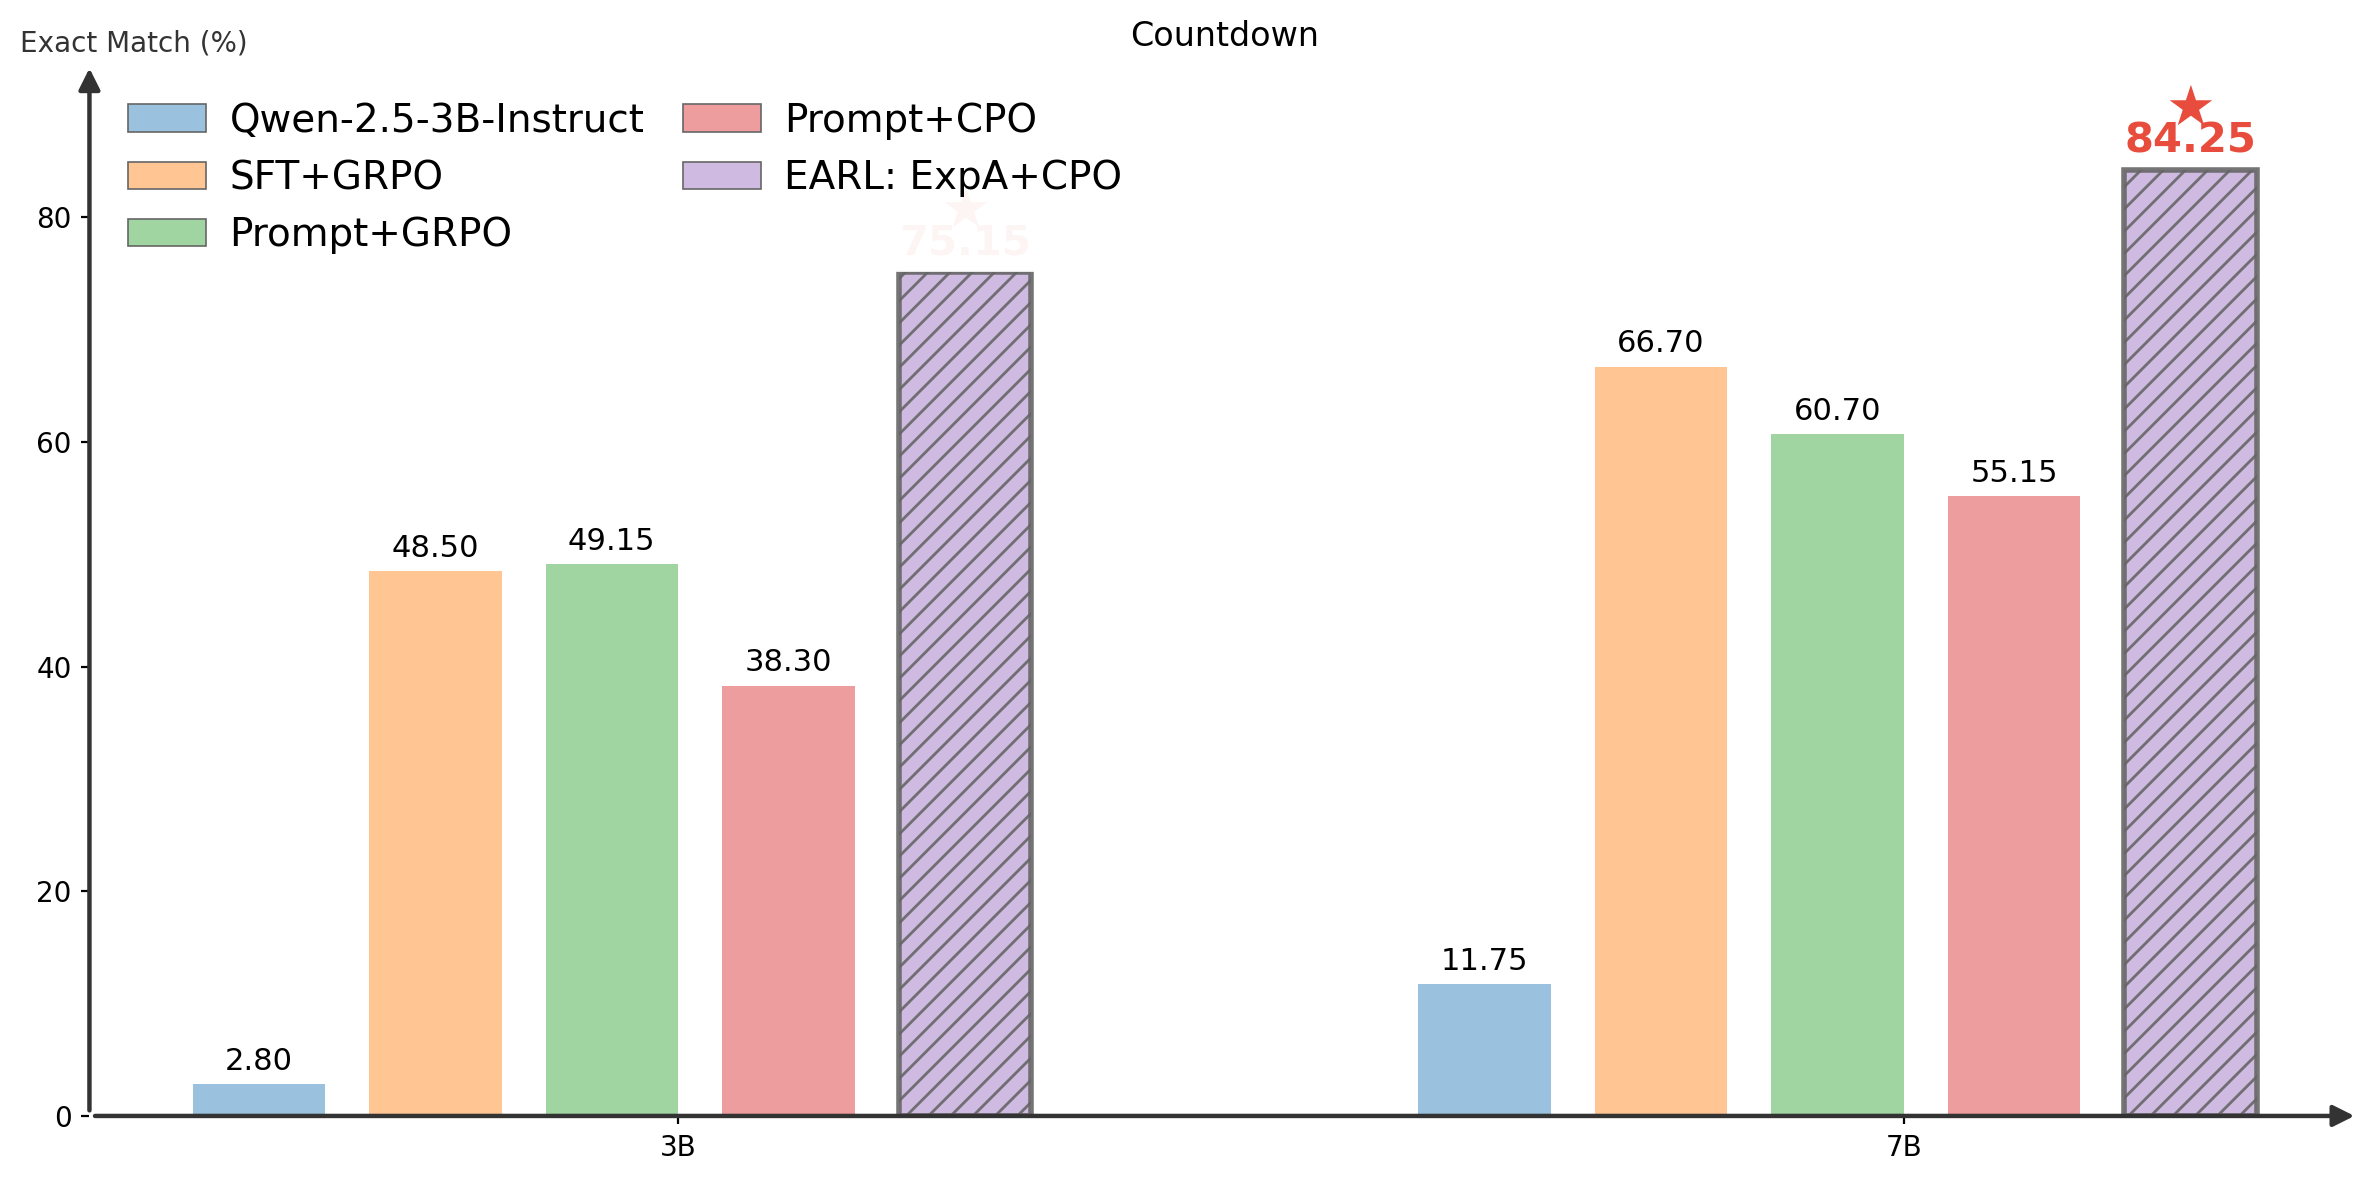 Countdown
Exact Match (%)
Qwen-2.5-3B-Instruct
SFT+GRPO
Prompt+GRPO
Prompt+CPO
EARL: ExpA+CPO
80
60
40
20
0
2.80
48.50
49.15
38.30
75.15
11.75
66.70
60.70
55.15
84.25
3B
7B